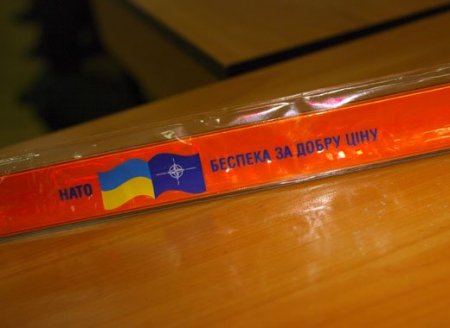 НАТО БЕСПЕКА ЗА ДОБРУ ЦІНУ